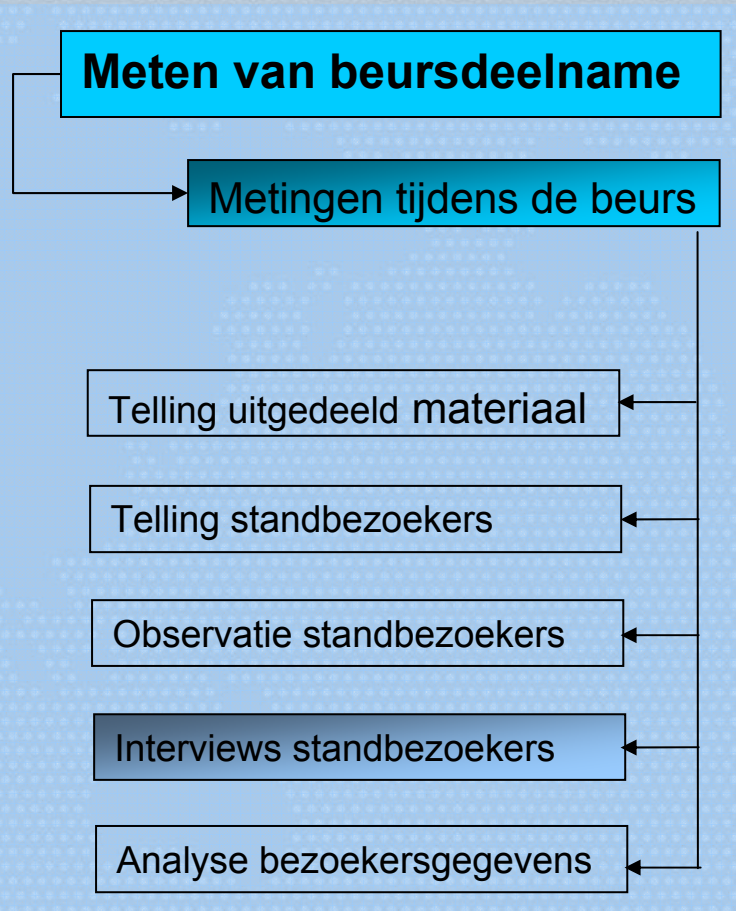 Meten van beursdeelname
Metingen tijdens de beurs
Telling uitgedeeld materiaal
Telling standbezoekers
Observatie standbezoekers
Interviews standbezoekers
Analyse bezoekersgegevens